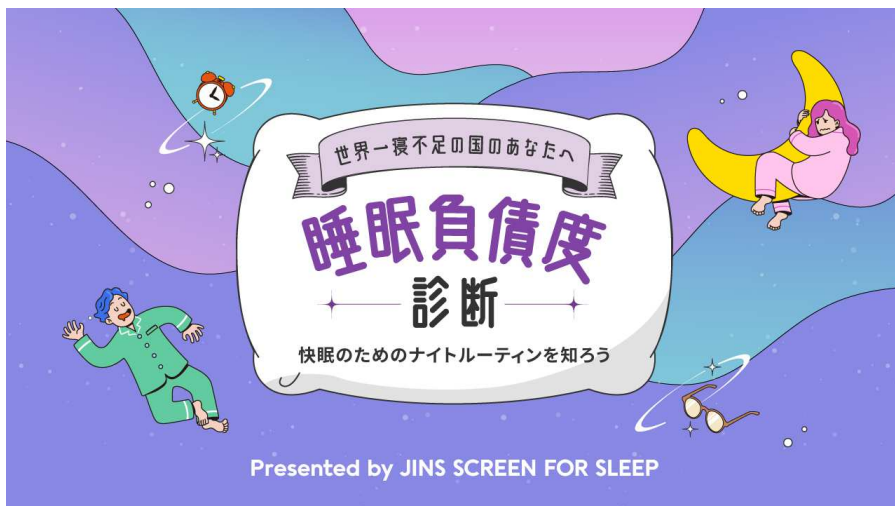 世界一寝不足の国のあなたへ
睡眠負債度
診断
快眠のためのナイトルーティンを知ろう
Presented by JINS SCREEN FOR SLEEP